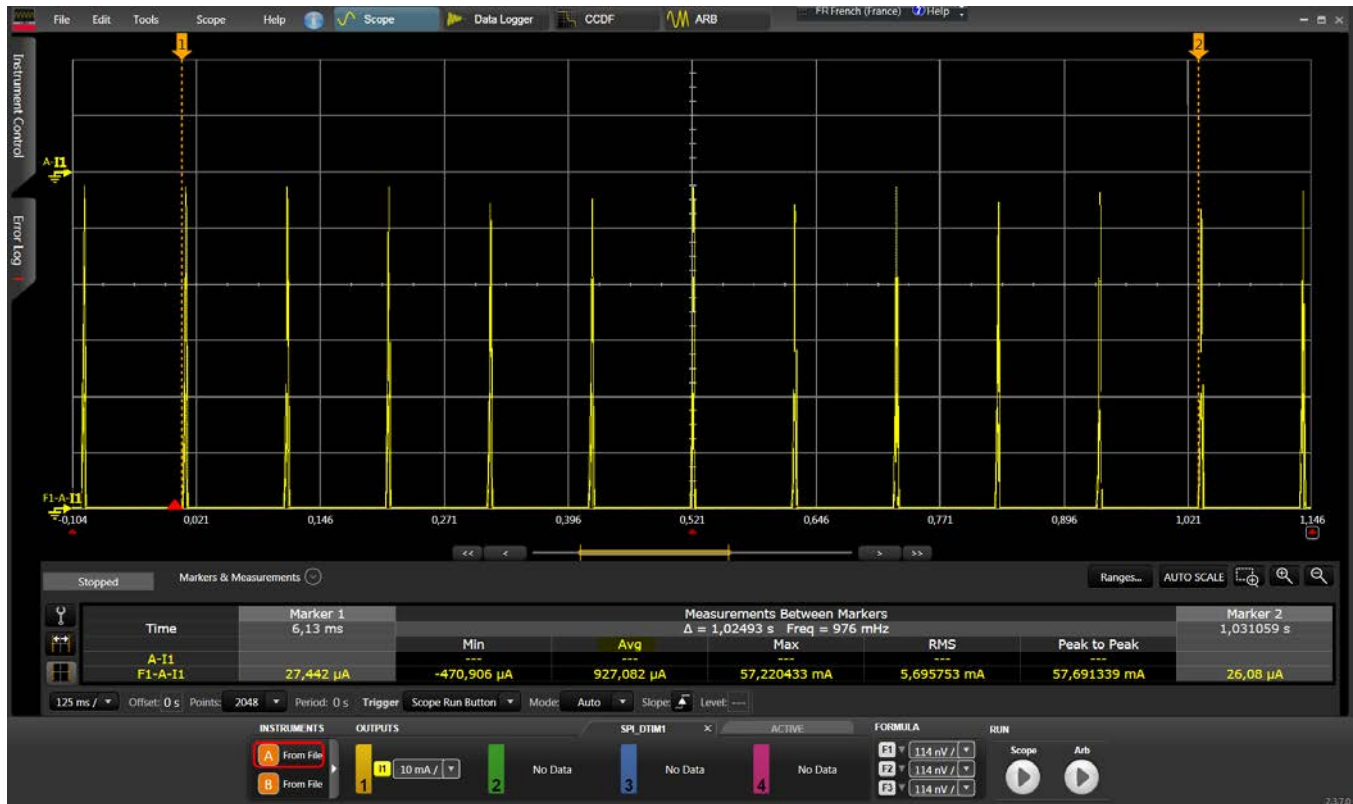 File Edit Tools Scope Help Scope Data Logger CCDF ARB FR French (France) Help
1 2
Instrument Control
A-I1
Error Log
F1-A-I1
-0,104 0,021 0,146 0,271 0,396 0,521 0,646 0,771 0,896 1,021 1,146
<< < > >>
Stopped Markers & Measurements Ranges... AUTO SCALE
Marker 1 Measurements Between Markers Marker 2
Time 6,13 ms Δ = 1,02493 s Freq = 976 mHz 1,031059 s
Min Avg Max RMS Peak to Peak
A-I1 --- --- --- --- ---
F1-A-I1 27,442 µA -470,906 µA 927,082 µA 57,220433 mA 5,695753 mA 57,691339 mA 26,08 µA
125 ms / Offset: 0 s Points: 2048 Period: 0 s Trigger Scope Run Button Mode: Auto Slope: Level: ---
INSTRUMENTS OUTPUTS SPI_DTIM1 X ACTIVE FORMULA RUN
A From File 1 I1 10 mA / 2 No Data 3 No Data 4 No Data F1 114 nV / Scope Arb
F2 114 nV /
B From File F3 114 nV /
2.3.7.0